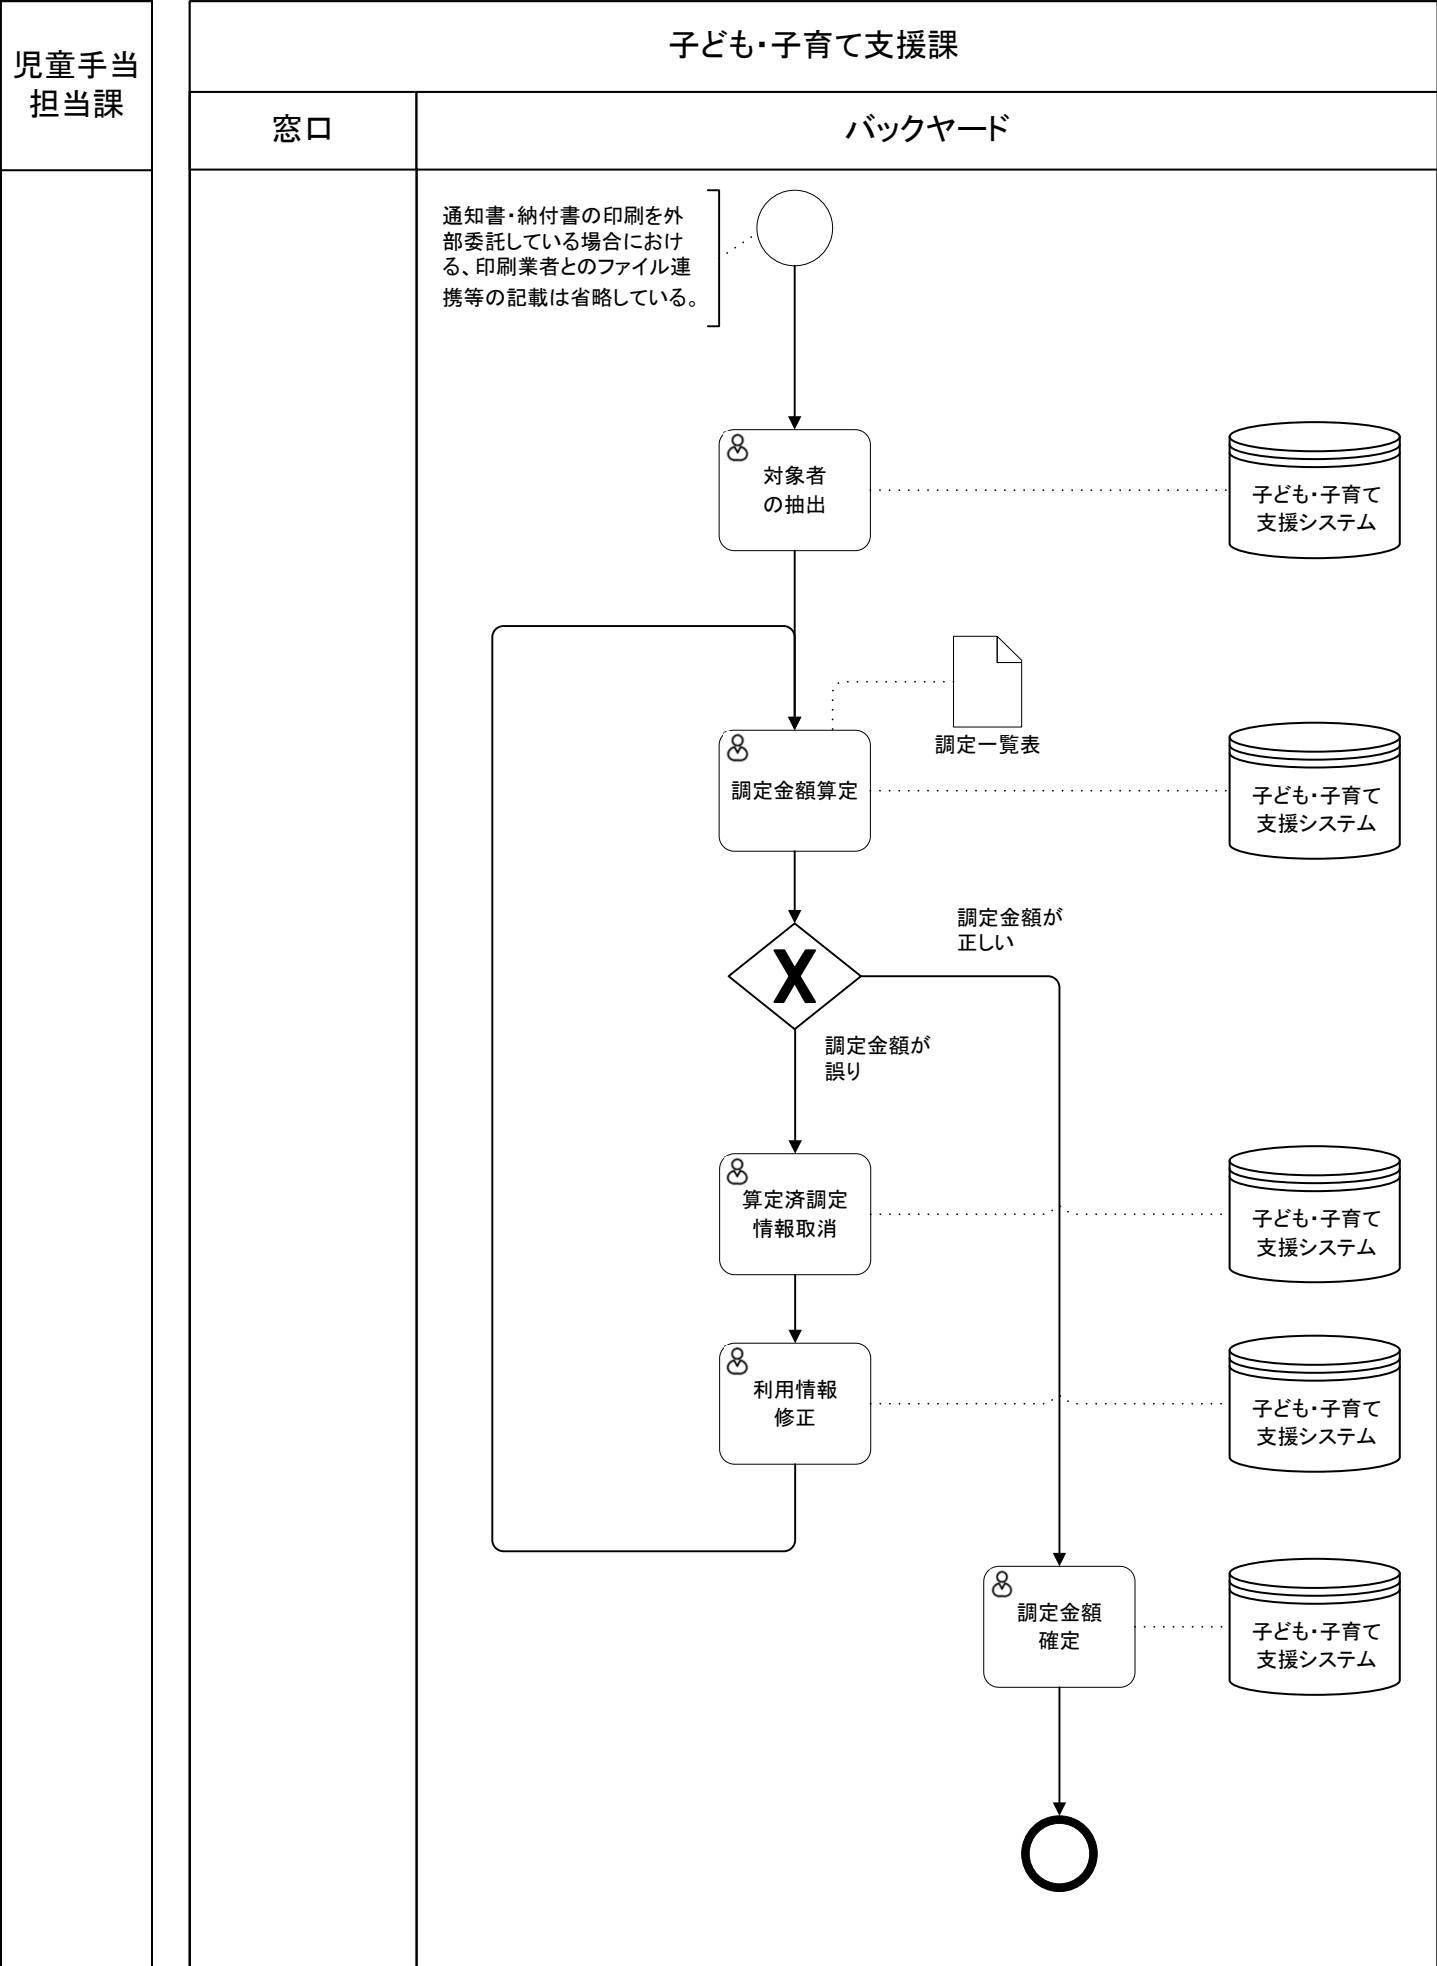 児童手当
担当課
子ども・子育て支援課
窓口
バックヤード
通知書・納付書の印刷を外
部委託している場合におけ
る、印刷業者とのファイル連
携等の記載は省略している。
対象者
の抽出
子ども・子育て
支援システム
調定一覧表
調定金額算定
子ども・子育て
支援システム
調定金額が
正しい
X
調定金額が
誤り
算定済調定
情報取消
子ども・子育て
支援システム
利用情報
修正
子ども・子育て
支援システム
調定金額
確定
子ども・子育て
支援システム